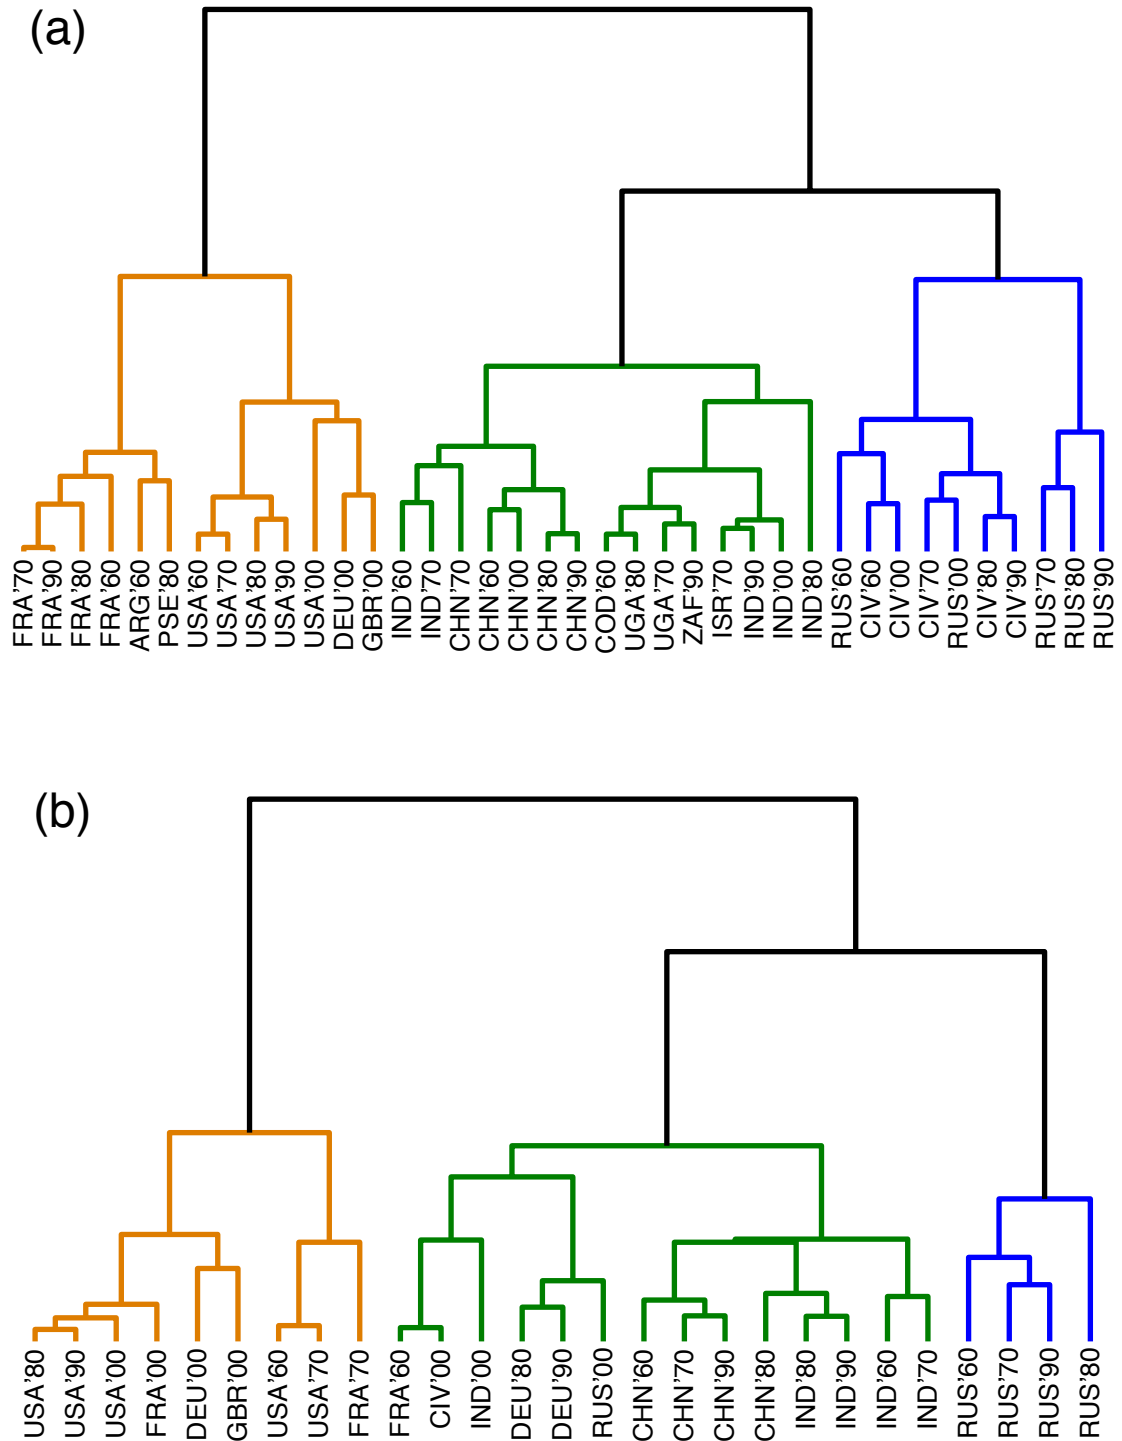 (a)
FRA'70
FRA'90
FRA'80
FRA'60
ARG'60
PSE'80
USA'60
USA'70
USA'80
USA'90
USA'00
DEU'00
GBR'00
IND'60
IND'70
CHN'70
CHN'60
CHN'00
CHN'80
CHN'90
COD'60
UGA'80
UGA'70
ZAF'90
ISR'70
IND'90
IND'00
IND'80
RUS'60
CIV'60
CIV'00
CIV'70
RUS'00
CIV'80
CIV'90
RUS'70
RUS'80
RUS'90
(b)
USA'80
USA'90
USA'00
FRA'00
DEU'00
GBR'00
USA'60
USA'70
FRA'70
FRA'60
CIV'00
IND'00
DEU'80
DEU'90
RUS'00
CHN'60
CHN'70
CHN'90
CHN'80
IND'80
IND'90
IND'60
IND'70
RUS'60
RUS'70
RUS'90
RUS'80